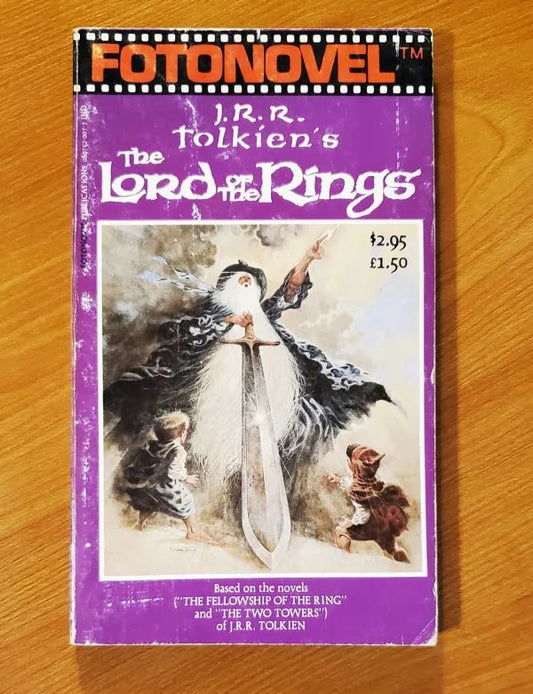 FOTONOVEL™
J.R.R.
Tolkien's
The
Lord of The Rings
$2.95
£1.50
Based on the novels
("THE FELLOWSHIP OF THE RING"
and "THE TWO TOWERS")
of J.R.R. TOLKIEN
PUBLICATIONS